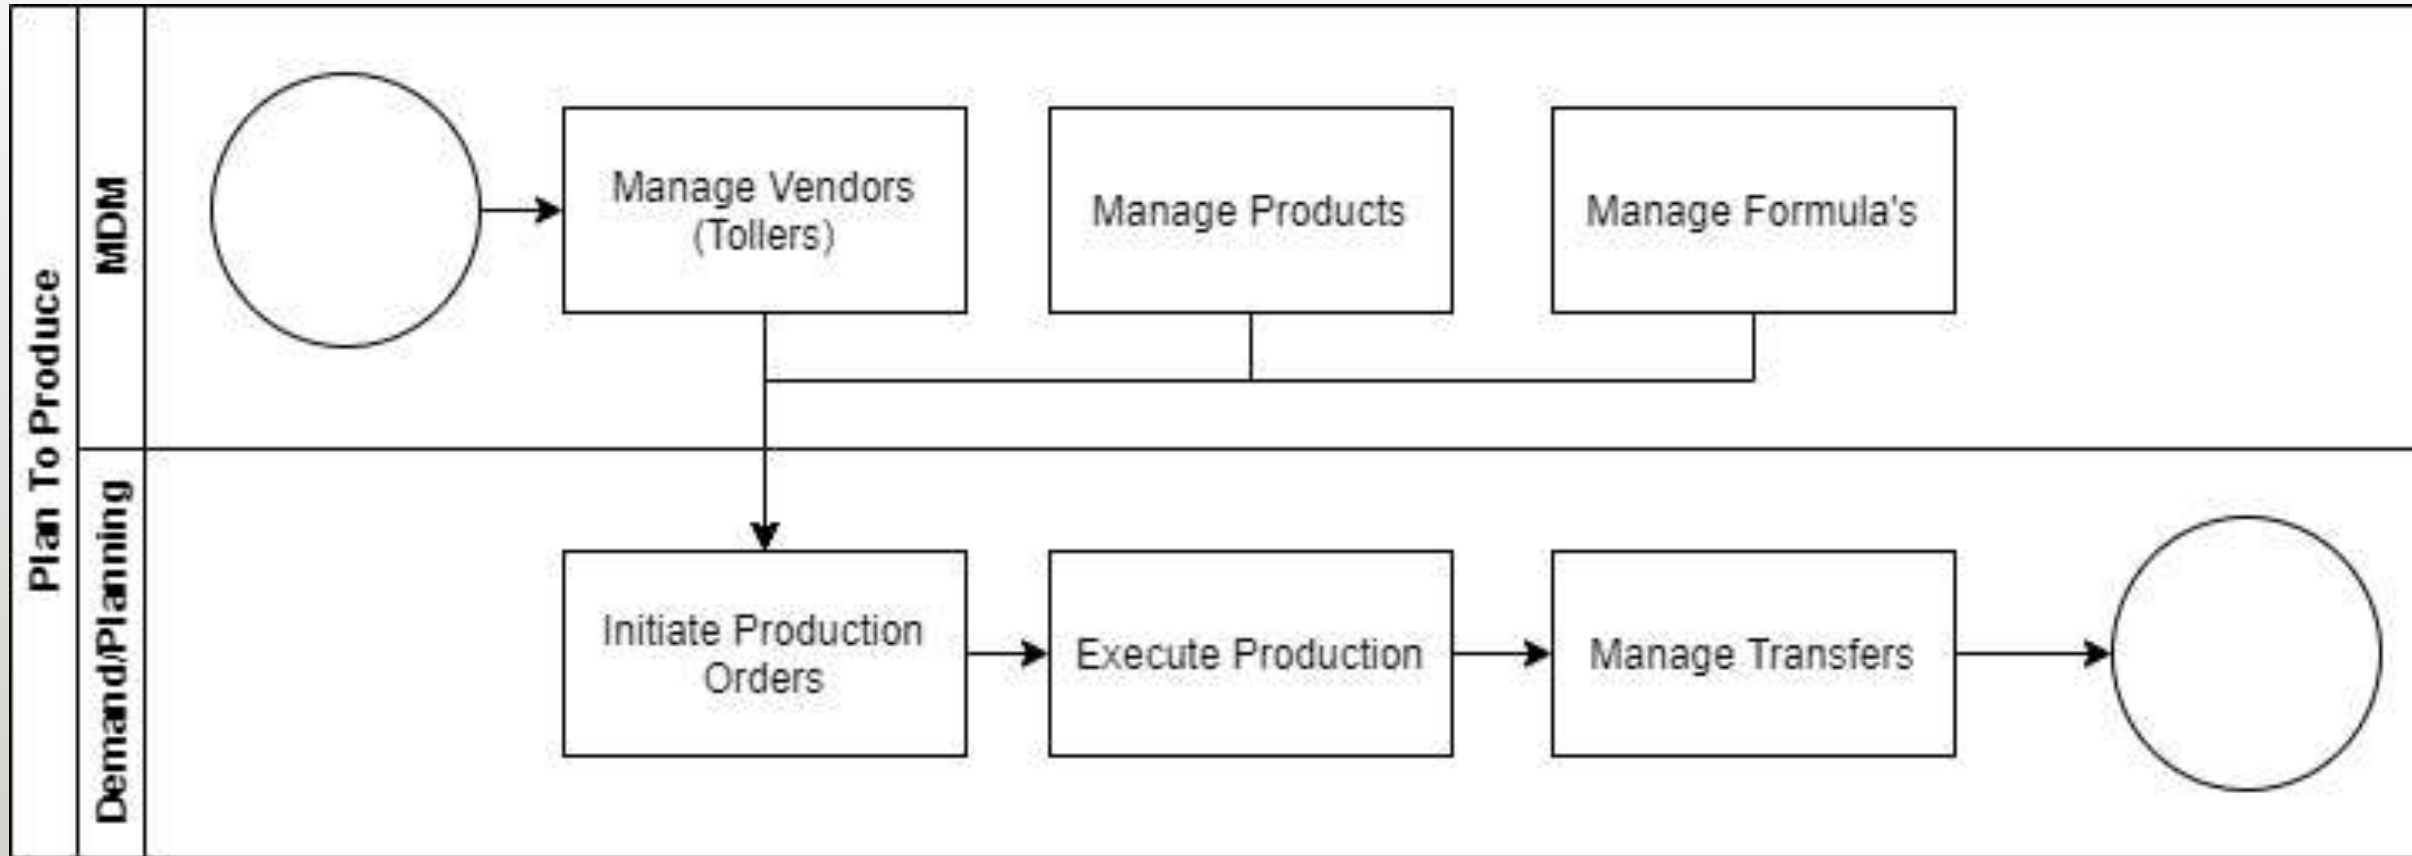 Plan To Produce
MDM
Manage Vendors
(Tollers)
Manage Products
Manage Formula's
Demand/Planning
Initiate Production
Orders
Execute Production
Manage Transfers